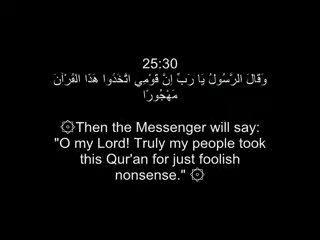 25:30
وَقَالَ الرَّسُولُ يَا رَبِّ إِنَّ قَوْمِي اتَّخَذُوا هَذَا الْقُرْآنَ
مَهْجُورًا
۞Then the Messenger will say:
"O my Lord! Truly my people took
this Qur'an for just foolish
nonsense." ۞